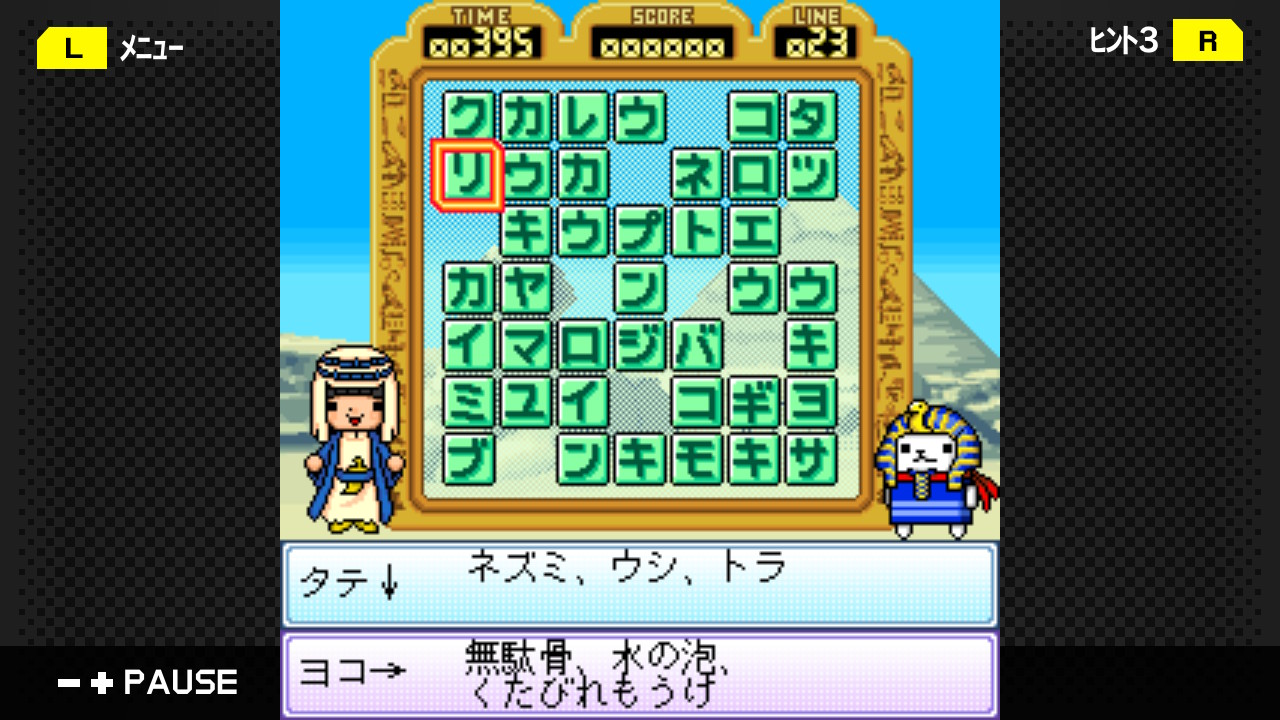 L メニュー
ヒント3 R
TIME SCORE LINE
00395 000000 023
クカレウ コタ
リウカ ネロツ
キウプトエ
カヤ ン ウウ
イマロジバ キ
ミユイ コギヨ
ブ ンキモキサ
タテ↓ ネズミ、ウシ、トラ
ヨコ→ 無駄骨、水の泡、
くたびれもうけ
− + PAUSE